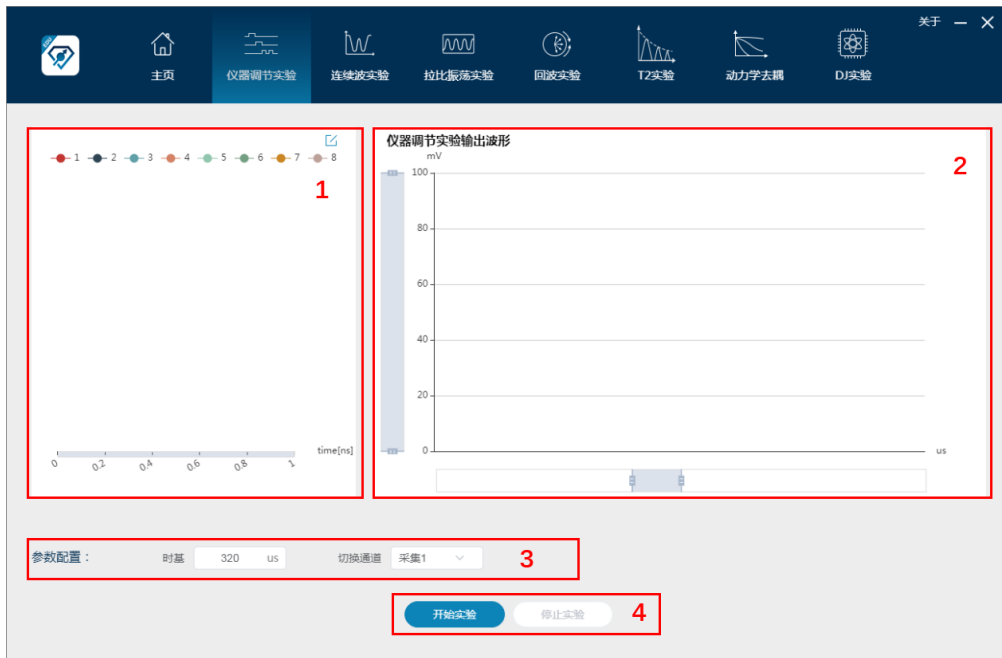 关于
EDU
主页 仪器调节实验 连续波实验 拉比振荡实验 回波实验 T2实验 动力学去耦 DJ实验
1 2 3 4 5 6 7 8
1
time[ns]
0 0.2 0.4 0.6 0.8 1
仪器调节实验输出波形
mV
2
100
80
60
40
20
0
us
参数配置： 时基 320 us 切换通道 采集1 3
开始实验 停止实验 4